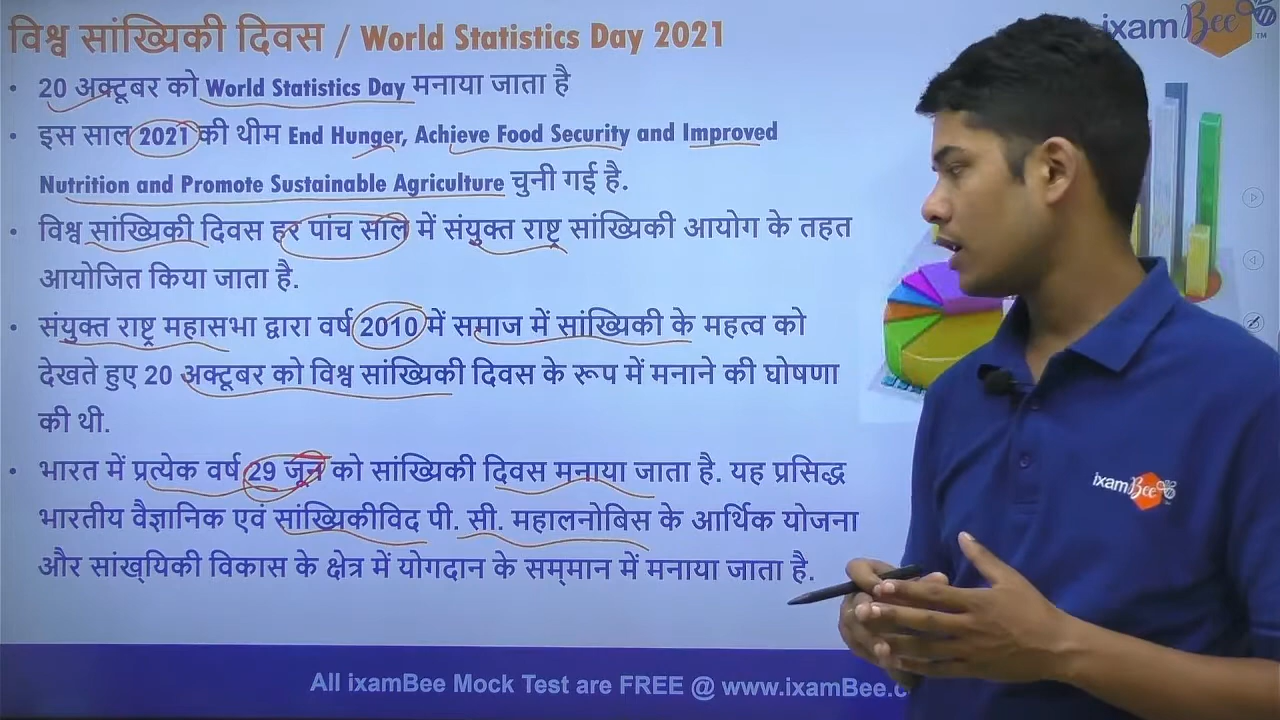 विश्व सांख्यिकी दिवस / World Statistics Day 2021
ixamBee TM
• 20 अक्टूबर को World Statistics Day मनाया जाता है
• इस साल 2021 की थीम End Hunger, Achieve Food Security and Improved
Nutrition and Promote Sustainable Agriculture चुनी गई है.
• विश्व सांख्यिकी दिवस हर पांच साल में संयुक्त राष्ट्र सांख्यिकी आयोग के तहत
आयोजित किया जाता है.
• संयुक्त राष्ट्र महासभा द्वारा वर्ष 2010 में समाज में सांख्यिकी के महत्व को
देखते हुए 20 अक्टूबर को विश्व सांख्यिकी दिवस के रूप में मनाने की घोषणा
की थी.
• भारत में प्रत्येक वर्ष 29 जून को सांख्यिकी दिवस मनाया जाता है. यह प्रसिद्ध
भारतीय वैज्ञानिक एवं सांख्यिकीविद पी. सी. महालनोबिस के आर्थिक योजना
और सांख्‌यिकी विकास के क्षेत्र में योगदान के सम्‌मान में मनाया जाता है.
ixamBee
All ixamBee Mock Test are FREE @ www.ixamBee.c